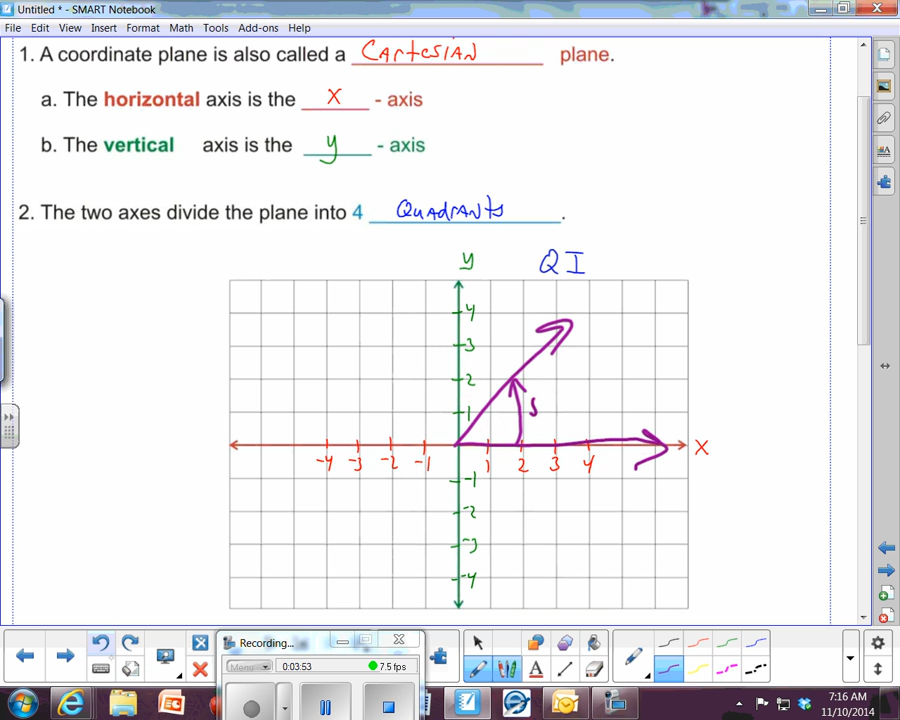 Untitled * - SMART Notebook
File Edit View Insert Format Math Tools Add-ons Help
1. A coordinate plane is also called a CARtesIAN plane.
a. The horizontal axis is the x - axis
b. The vertical axis is the y - axis
2. The two axes divide the plane into 4 QuadRANts.
y QI
4
3
2
1
s
x
-4 -3 -2 -1 1 2 3 4
-1
-2
-3
-4
Recording...
Menu 0:03:53 7.5 fps
A
7:16 AM
11/10/2014